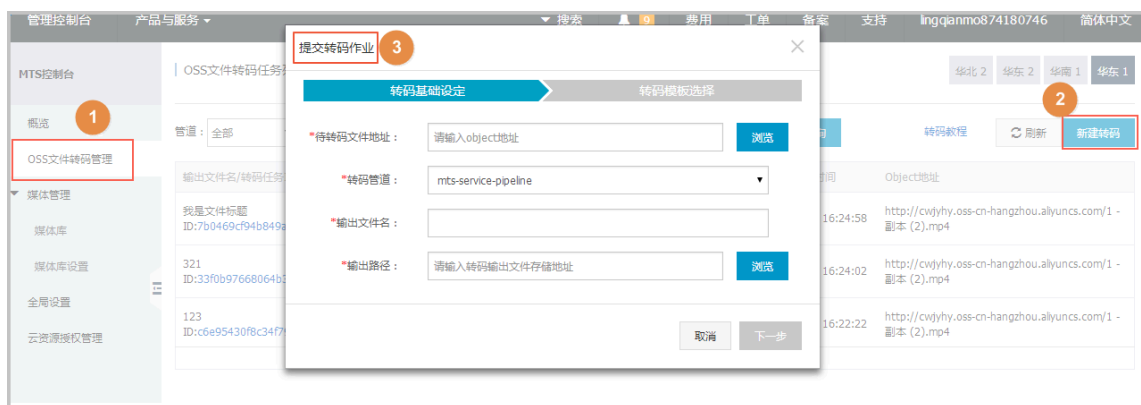 管理控制台 产品与服务 搜索 9 费用 工单 备案 支持 lingqianmo874180746 简体中文
MTS控制台
概览
1
OSS文件转码管理
媒体管理
媒体库
媒体库设置
全局设置
云资源授权管理
OSS文件转码任务
华北 2 华东 2 华南 1 华东 1
2
管道： 全部
转码教程 刷新 新建转码
输出文件名/转码任务 Object地址
我是文件标题
ID:7b0469cf94b849a
16:24:58
http://cwjyhy.oss-cn-hangzhou.aliyuncs.com/1 -
副本 (2).mp4
321
ID:33f0b97668064b
16:24:02
http://cwjyhy.oss-cn-hangzhou.aliyuncs.com/1 -
副本 (2).mp4
123
ID:c6e95430f8c34f7
16:22:22
http://cwjyhy.oss-cn-hangzhou.aliyuncs.com/1 -
副本 (2).mp4
提交转码作业 3
转码基础设定 转码模板选择
*待转码文件地址： 请输入object地址 浏览
*转码管道： mts-service-pipeline
*输出文件名：
*输出路径： 请输入转码输出文件存储地址 浏览
取消 下一步